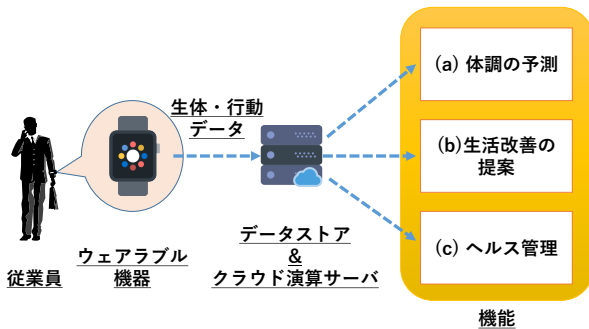 従業員
ウェアラブル
機器
生体・行動
データ
データストア
&
クラウド演算サーバ
(a) 体調の予測
(b)生活改善の
提案
(c) ヘルス管理
機能